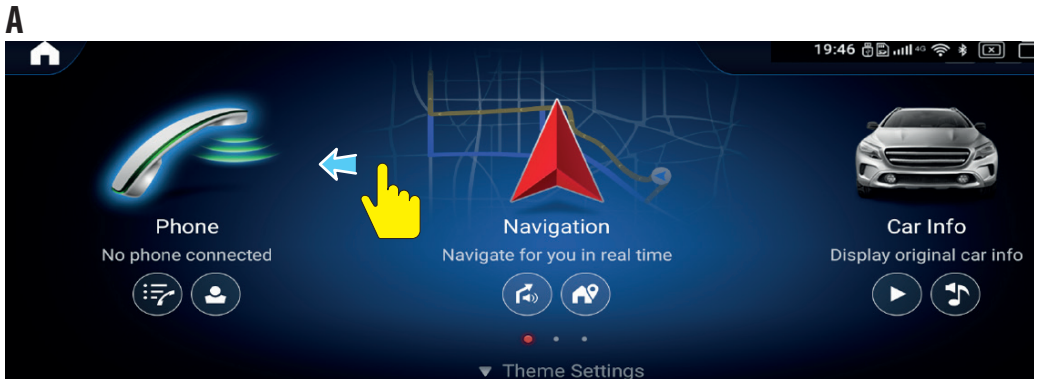 A
19:46 4G
Phone
Navigation
Car Info
No phone connected
Navigate for you in real time
Display original car info
Theme Settings